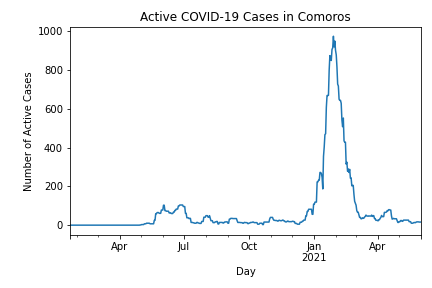 Active COVID-19 Cases in Comoros
1000
800
600
400
200
0
Number of Active Cases
Apr
Jul
Oct
Jan
2021
Apr
Day